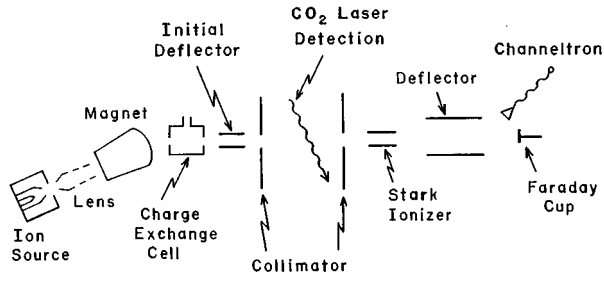 Initial
Deflector
CO2 Laser
Detection
Channeltron
Deflector
Magnet
Lens
Ion
Source
Charge
Exchange
Cell
Collimator
Stark
Ionizer
Faraday
Cup